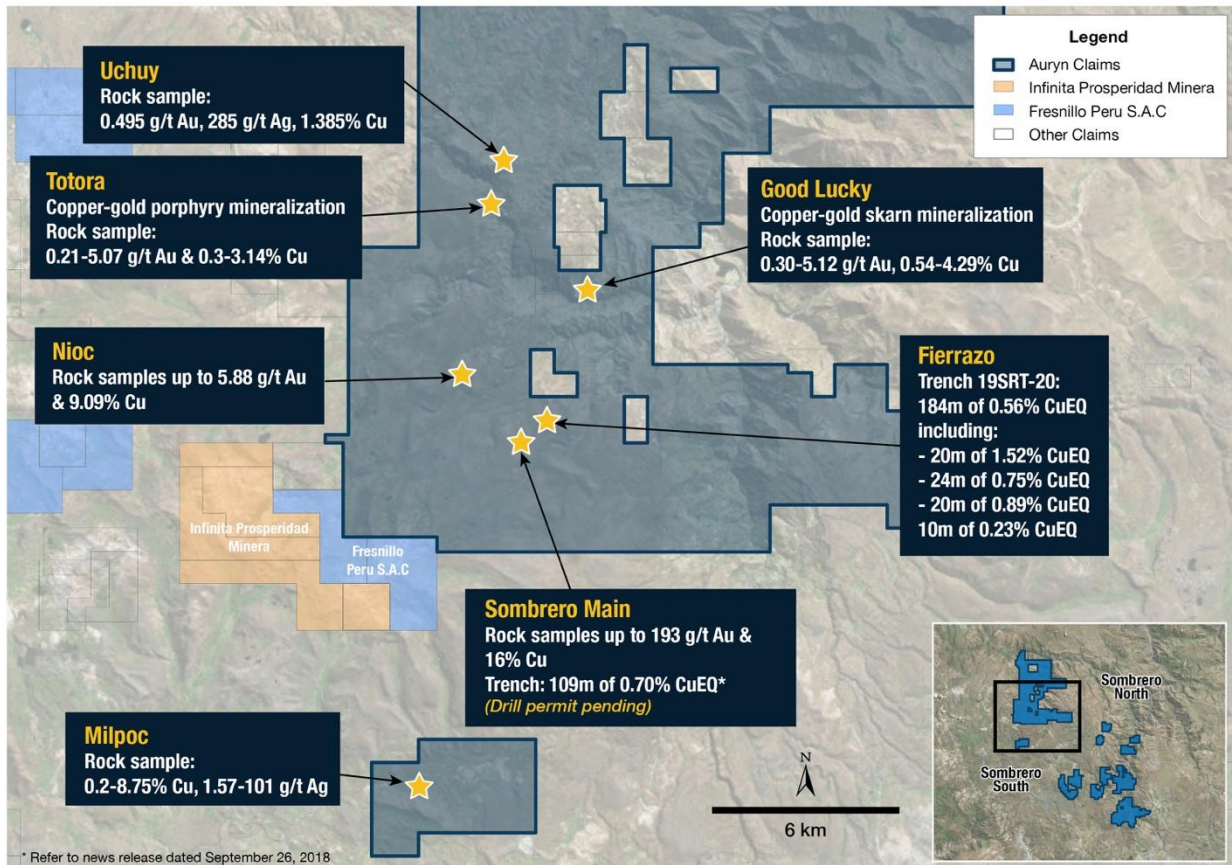 Legend
Auryn Claims
Infinita Prosperidad Minera
Fresnillo Peru S.A.C
Other Claims
Uchuy
Rock sample:
0.495 g/t Au, 285 g/t Ag, 1.385% Cu
Totora
Copper-gold porphyry mineralization
Rock sample:
0.21-5.07 g/t Au & 0.3-3.14% Cu
Good Lucky
Copper-gold skarn mineralization
Rock sample:
0.30-5.12 g/t Au, 0.54-4.29% Cu
Nioc
Rock samples up to 5.88 g/t Au
& 9.09% Cu
Fierrazo
Trench 19SRT-20:
184m of 0.56% CuEQ
including:
- 20m of 1.52% CuEQ
- 24m of 0.75% CuEQ
- 20m of 0.89% CuEQ
10m of 0.23% CuEQ
Infinita Prosperidad
Minera
Fresnillo
Peru S.A.C
Sombrero Main
Rock samples up to 193 g/t Au &
16% Cu
Trench: 109m of 0.70% CuEQ*
(Drill permit pending)
Milpoc
Rock sample:
0.2-8.75% Cu, 1.57-101 g/t Ag
N
6 km
Sombrero
North
Sombrero
South
* Refer to news release dated September 26, 2018